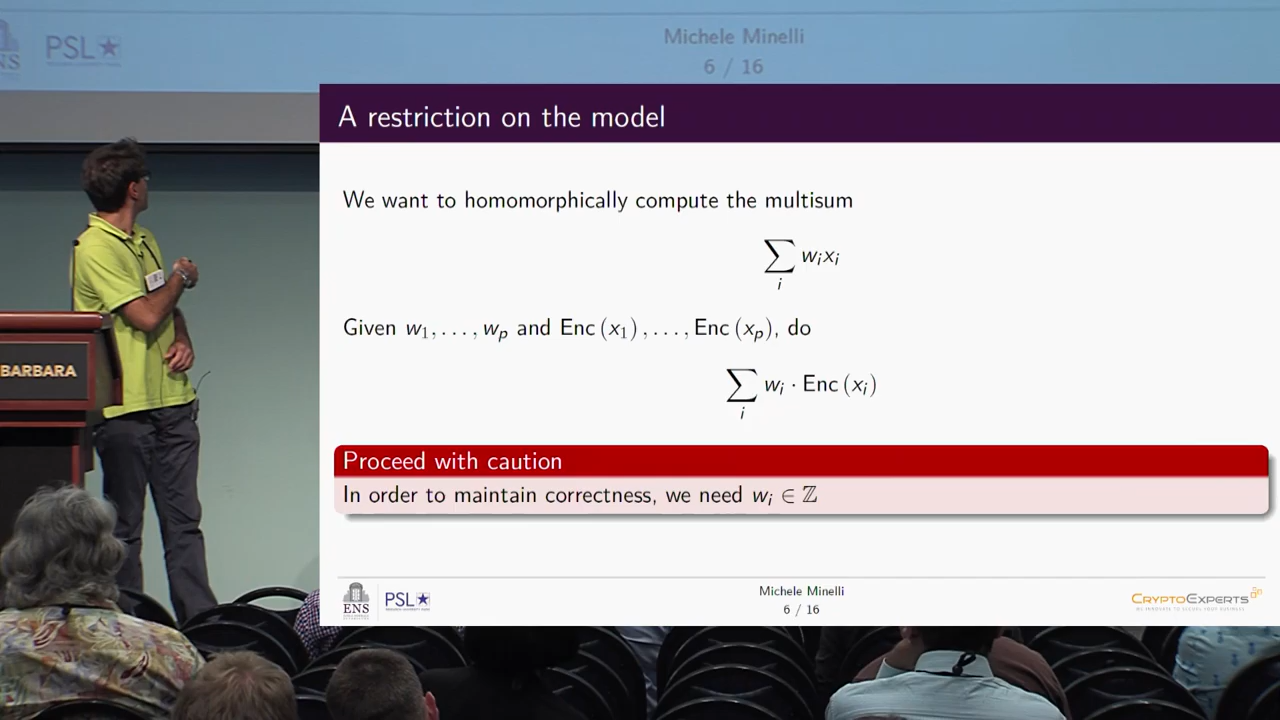 NS PSL★
Michele Minelli
6 / 16
A restriction on the model
We want to homomorphically compute the multisum
∑ᵢ wᵢxᵢ
Given w₁, . . . , wₚ and Enc (x₁) , . . . , Enc (xₚ), do
∑ᵢ wᵢ · Enc (xᵢ)
Proceed with caution
In order to maintain correctness, we need wᵢ ∈ ℤ
BARBARA
ENS PSL★
Michele Minelli
6 / 16
CRYPTOEXPERTS